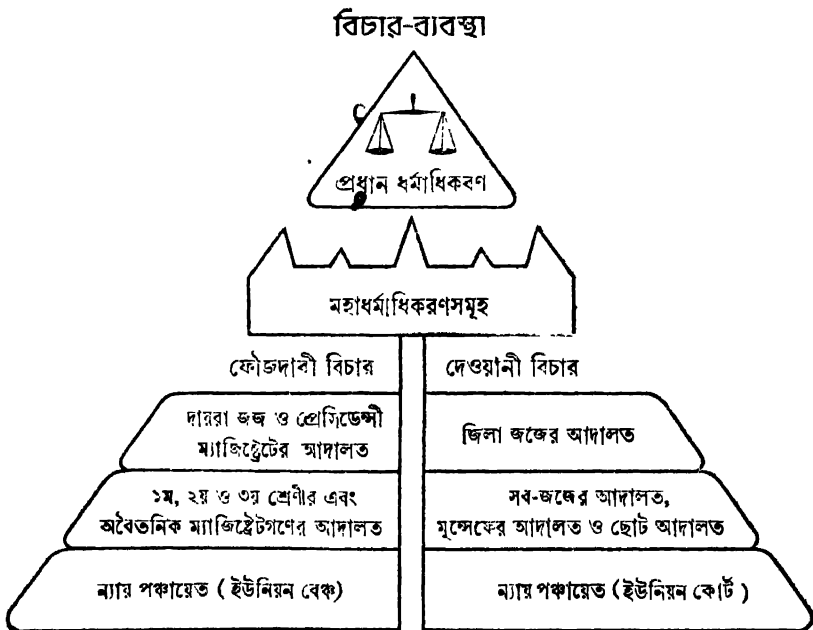 বিচার-ব্যবস্থা
প্রধান ধর্মাধিকবণ
মহাধর্মাধিকরণসমূহ
ফৌজদাবী বিচার
দেওয়ানী বিচার
দায়রা জজ ও প্রেসিডেন্সী
ম্যাজিষ্ট্রেটের আদালত
জিলা জজের আদালত
১ম, ২য় ও ৩য় শ্রেণীর এবং
অবৈতনিক ম্যাজিষ্ট্রেটগণের আদালত
সব-জজের আদালত,
মুন্সেফের আদালত ও ছোট আদালত
ন্যায় পঞ্চায়েত ( ইউনিয়ন বেঞ্চ)
ন্যায় পঞ্চায়েত (ইউনিয়ন কোর্ট )